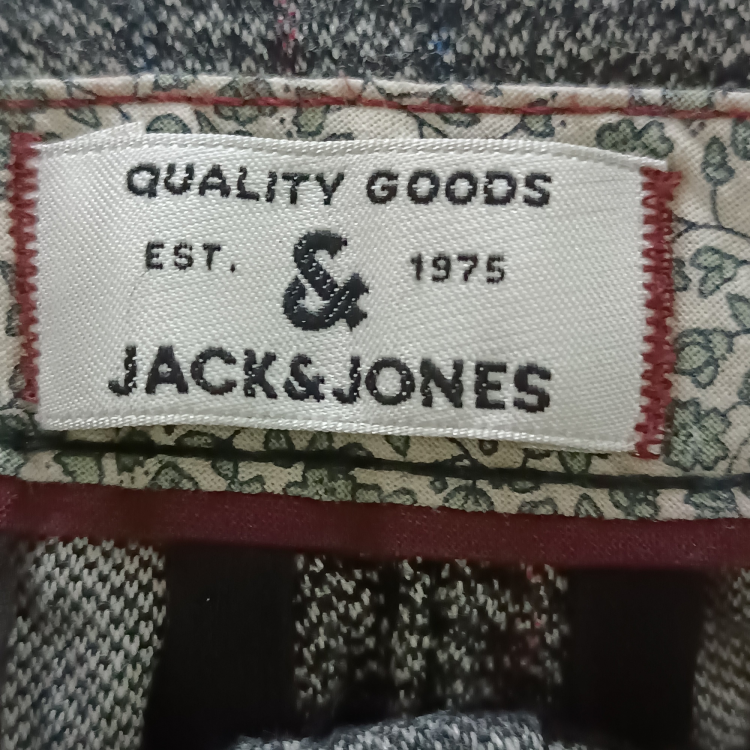 QUALITY GOODS
EST. & 1975
JACK&JONES